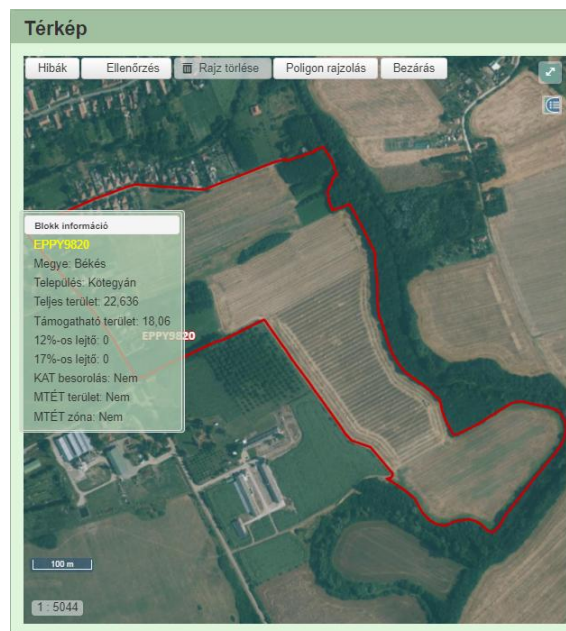 Térkép
Hibák Ellenőrzés Rajz törlése Poligon rajzolás Bezárás
Blokk információ
EPPY9820
Megye: Békés
Település: Kötegyán
Teljes terület: 22,636
Támogatható terület: 18,06
12%-os lejtő: 0
EPPY9820
17%-os lejtő: 0
KAT besorolás: Nem
MTÉT terület: Nem
MTÉT zóna: Nem
100 m
1 : 5044